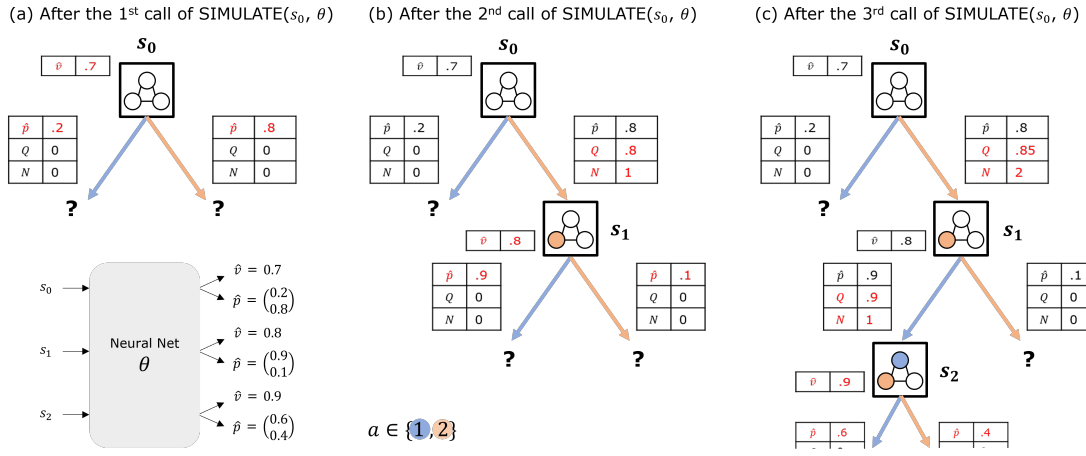 (a) After the 1st call of SIMULATE(s₀, θ)
s₀
v̂ .7
p̂ .2
Q 0
N 0
p̂ .8
Q 0
N 0
? ?
s₀
s₁
s₂
Neural Net
θ
v̂ = 0.7
p̂ = (0.2 0.8)
v̂ = 0.8
p̂ = (0.9 0.1)
v̂ = 0.9
p̂ = (0.6 0.4)
(b) After the 2nd call of SIMULATE(s₀, θ)
s₀
v̂ .7
p̂ .2
Q 0
N 0
p̂ .8
Q .8
N 1
?
s₁
v̂ .8
p̂ .9
Q 0
N 0
p̂ .1
Q 0
N 0
? ?
a ∈ {1, 2}
(c) After the 3rd call of SIMULATE(s₀, θ)
s₀
v̂ .7
p̂ .2
Q 0
N 0
p̂ .8
Q .85
N 2
?
s₁
v̂ .8
p̂ .9
Q .9
N 1
p̂ .1
Q 0
N 0
?
s₂
v̂ .9
p̂ .6
p̂ .4